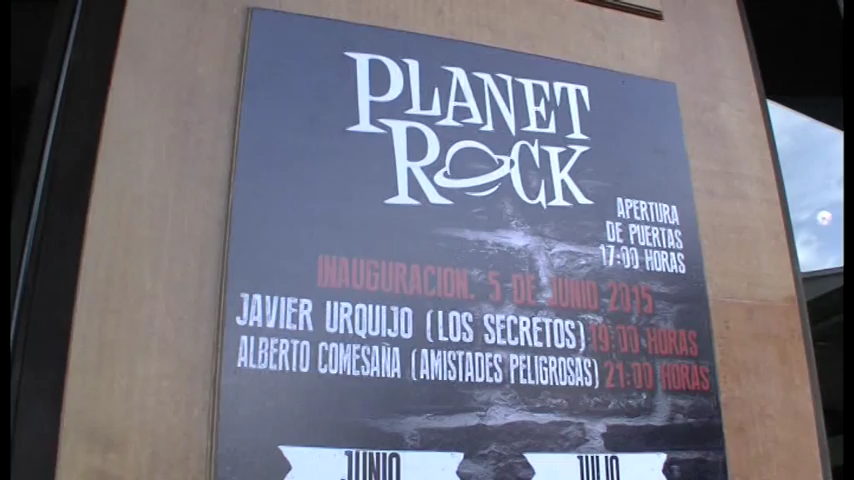 PLANET
ROCK
APERTURA
DE PUERTAS
17:00 HORAS
INAUGURACION. 5 DE JUNIO 2015
JAVIER URQUIJO (LOS SECRETOS) 19:00 HORAS
ALBERTO COMESAÑA (AMISTADES PELIGROSAS) 21:00 HORAS
JUNIO JULIO